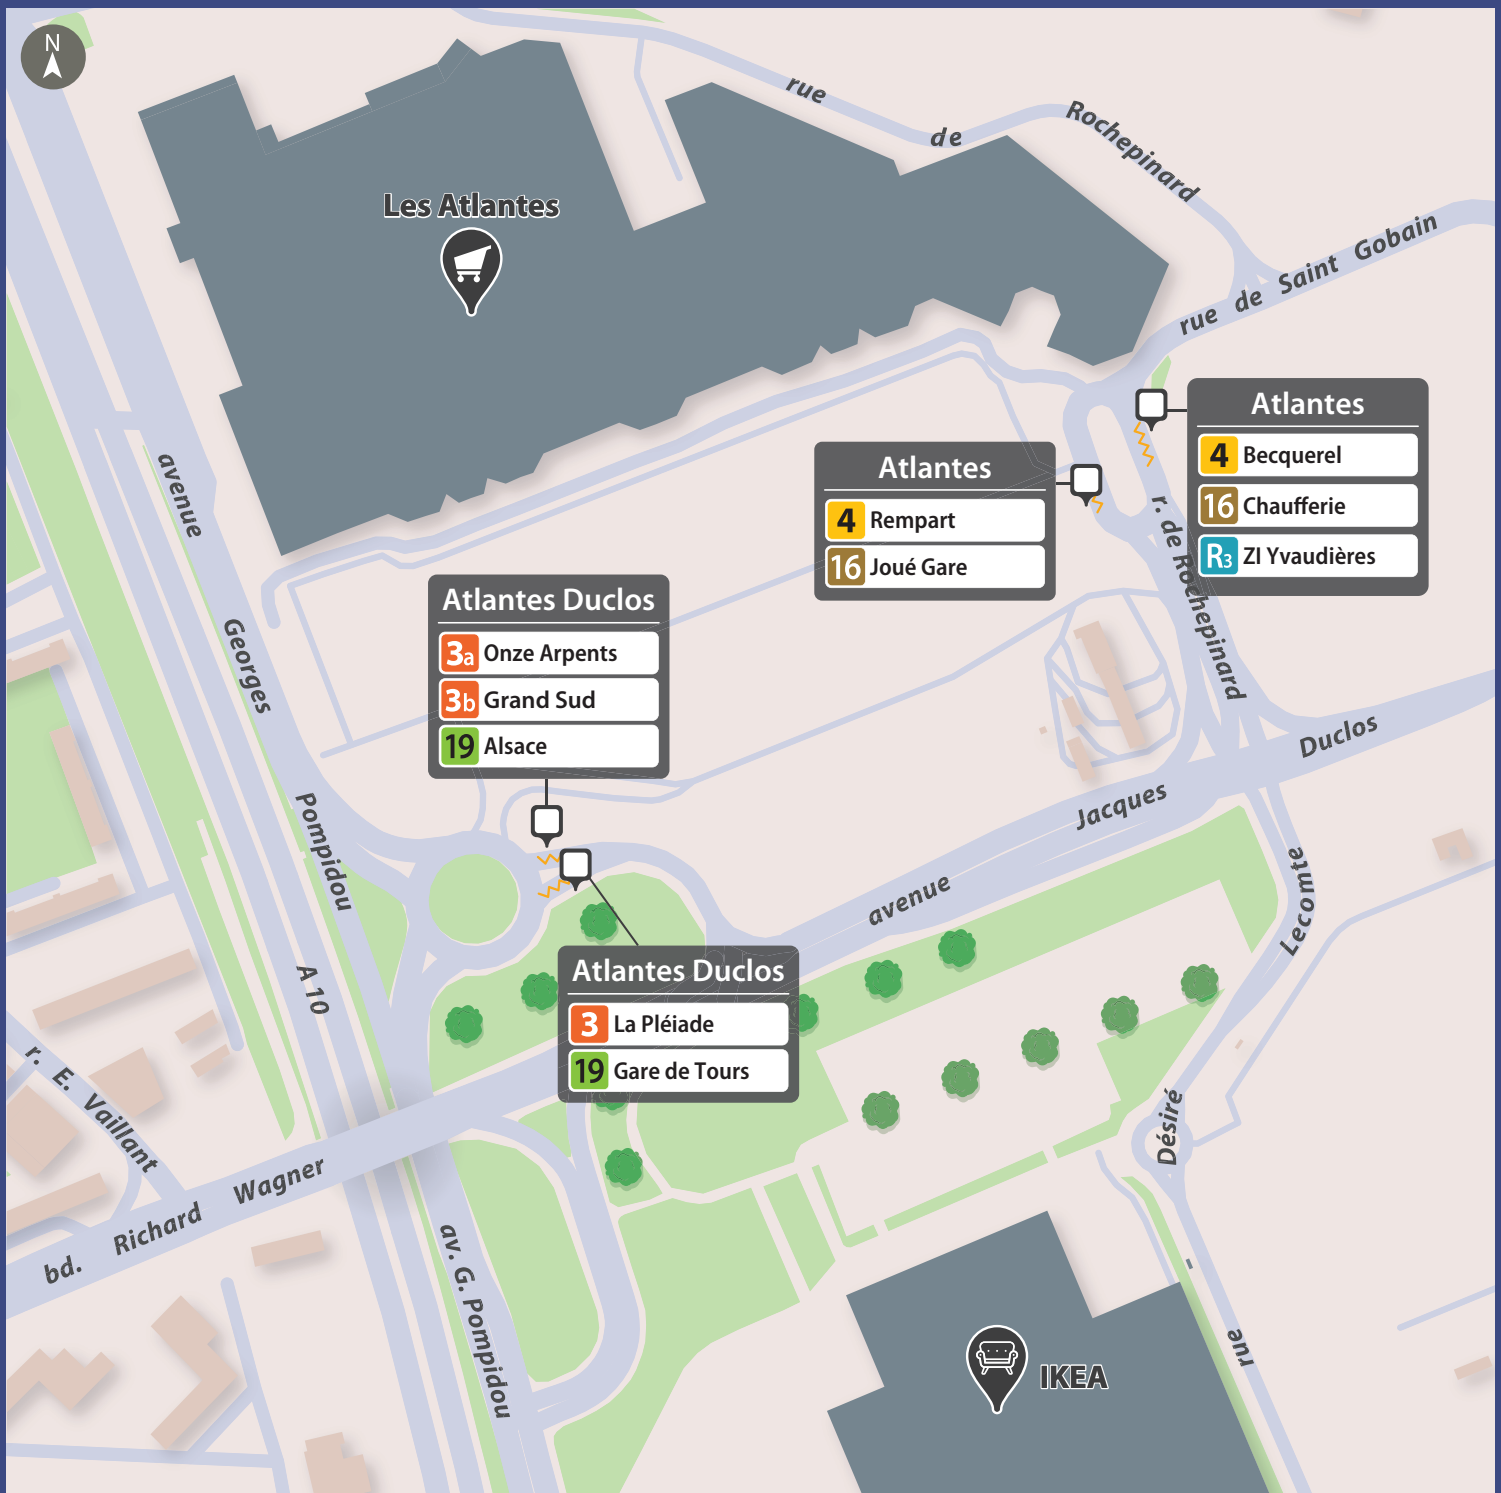 N
rue de Rochepinard
Les Atlantes
rue de Saint Gobain
Atlantes
4 Becquerel
16 Chaufferie
R3 ZI Yvaudières
Atlantes
4 Rempart
16 Joué Gare
r. de Rochepinard
avenue Georges Pompidou
Atlantes Duclos
3a Onze Arpents
3b Grand Sud
19 Alsace
avenue Jacques Duclos
Atlantes Duclos
3 La Pléiade
19 Gare de Tours
A 10
r. E. Vaillant
bd. Richard Wagner
av. G. Pompidou
rue - Désiré Lecomte
IKEA